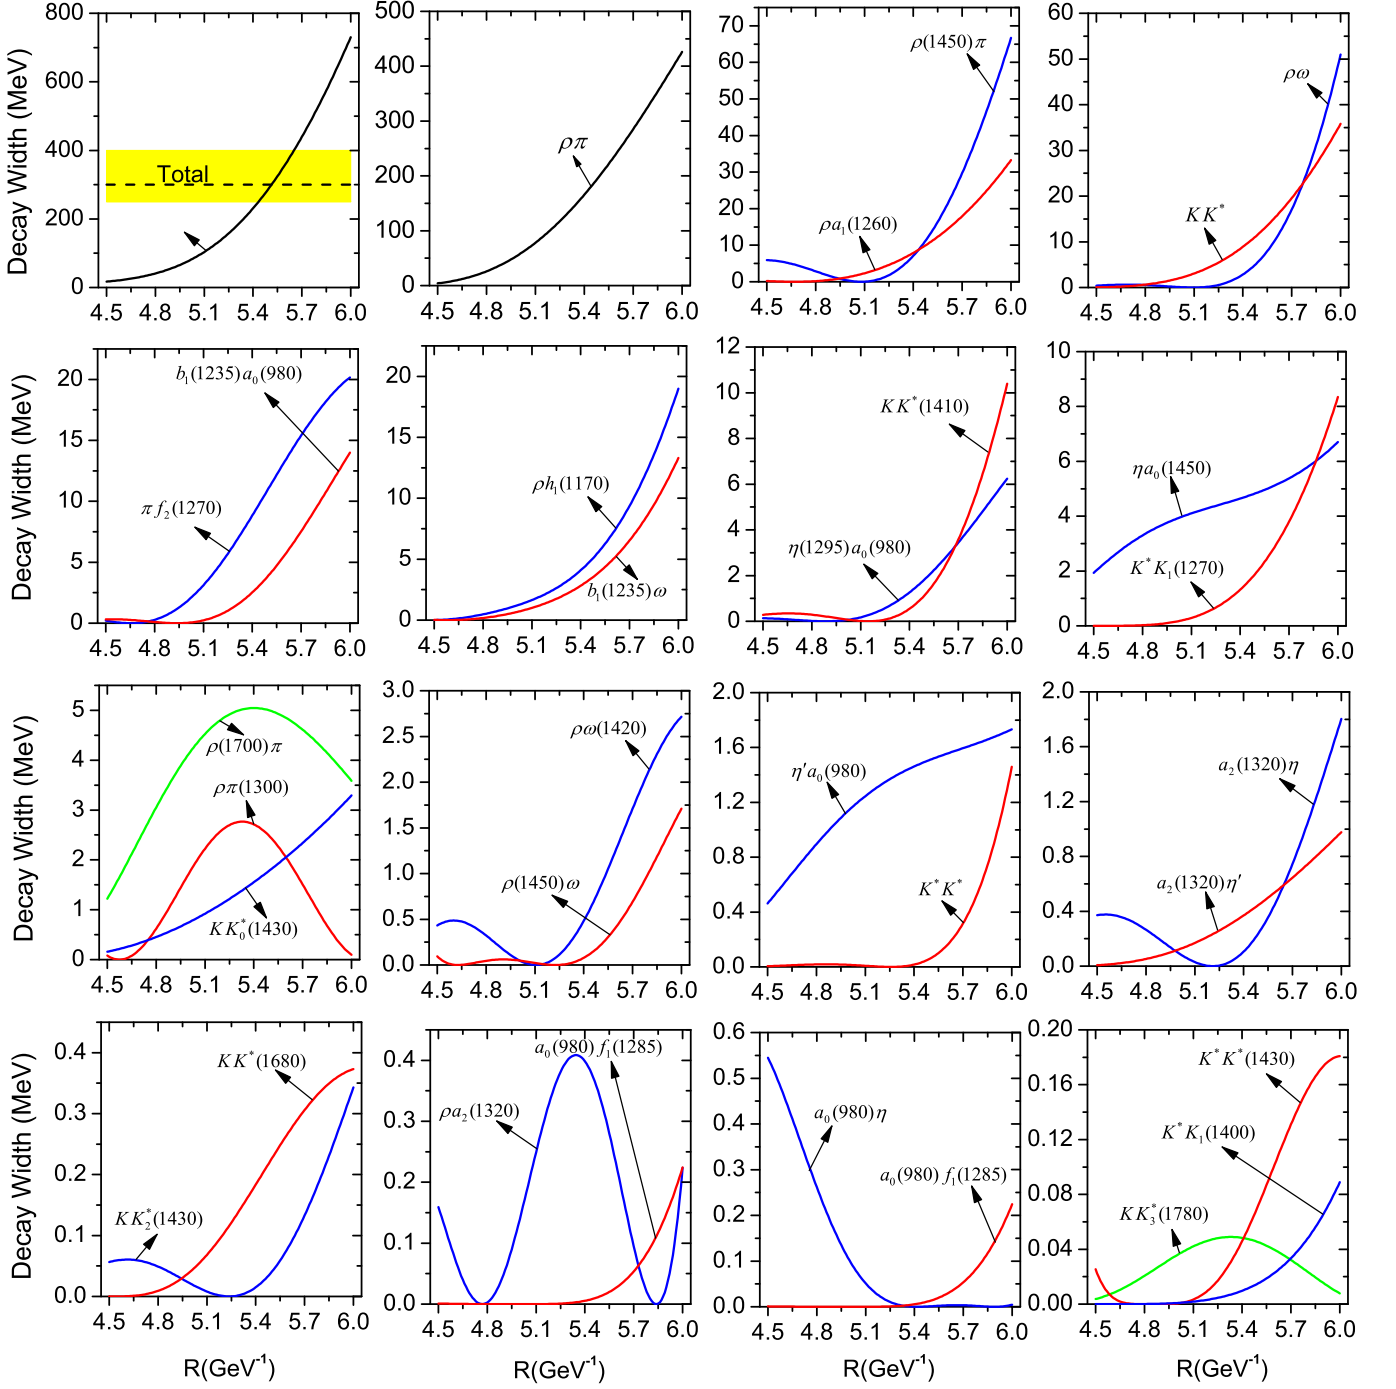 Decay Width (MeV)
800
600
400
200
0
Total
4.5 4.8 5.1 5.4 5.7 6.0
500
400
300
200
100
0
ρπ
4.5 4.8 5.1 5.4 5.7 6.0
70
60
50
40
30
20
10
0
ρ(1450)π
ρa₁(1260)
4.5 4.8 5.1 5.4 5.7 6.0
60
50
40
30
20
10
0
ρω
KK*
4.5 4.8 5.1 5.4 5.7 6.0
Decay Width (MeV)
20
15
10
5
0
b₁(1235)a₀(980)
πf₂(1270)
4.5 4.8 5.1 5.4 5.7 6.0
20
15
10
5
0
ρh₁(1170)
b₁(1235)ω
4.5 4.8 5.1 5.4 5.7 6.0
12
10
8
6
4
2
0
KK*(1410)
η(1295)a₀(980)
4.5 4.8 5.1 5.4 5.7 6.0
10
8
6
4
2
0
ηa₀(1450)
K*K₁(1270)
4.5 4.8 5.1 5.4 5.7 6.0
Decay Width (MeV)
5
4
3
2
1
0
ρ(1700)π
ρπ(1300)
KK₀*(1430)
4.5 4.8 5.1 5.4 5.7 6.0
3.0
2.5
2.0
1.5
1.0
0.5
0.0
ρω(1420)
ρ(1450)ω
4.5 4.8 5.1 5.4 5.7 6.0
2.0
1.6
1.2
0.8
0.4
0.0
η′a₀(980)
K*K*
4.5 4.8 5.1 5.4 5.7 6.0
2.0
1.6
1.2
0.8
0.4
0.0
a₂(1320)η
a₂(1320)η′
4.5 4.8 5.1 5.4 5.7 6.0
Decay Width (MeV)
0.4
0.3
0.2
0.1
0.0
KK*(1680)
KK₂*(1430)
4.5 4.8 5.1 5.4 5.7 6.0
R(GeV⁻¹)
0.4
0.3
0.2
0.1
0.0
a₀(980)f₁(1285)
ρa₂(1320)
4.5 4.8 5.1 5.4 5.7 6.0
R(GeV⁻¹)
0.6
0.5
0.4
0.3
0.2
0.1
0.0
a₀(980)η
a₀(980)f₁(1285)
4.5 4.8 5.1 5.4 5.7 6.0
R(GeV⁻¹)
0.20
0.16
0.12
0.08
0.04
0.00
K*K*(1430)
K*K₁(1400)
KK₃*(1780)
4.5 4.8 5.1 5.4 5.7 6.0
R(GeV⁻¹)